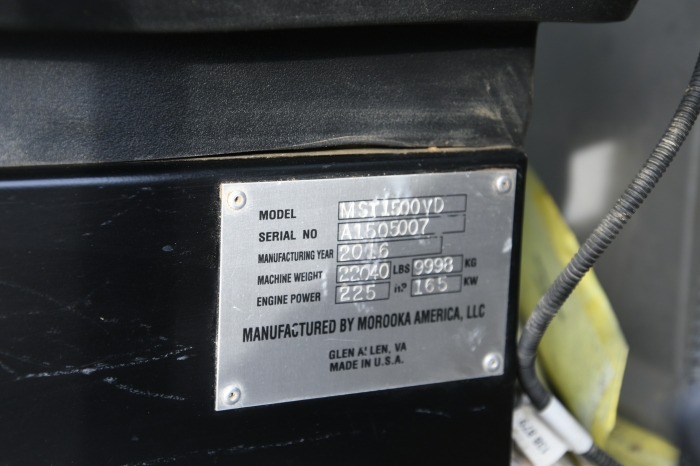 MODEL MST1500VD
SERIAL NO A1505007
MANUFACTURING YEAR 2016
MACHINE WEIGHT 22040 LBS 9998 KG
ENGINE POWER 225 HP 165 KW
MANUFACTURED BY MOROOKA AMERICA, LLC
GLEN ALLEN, VA
MADE IN U.S.A.